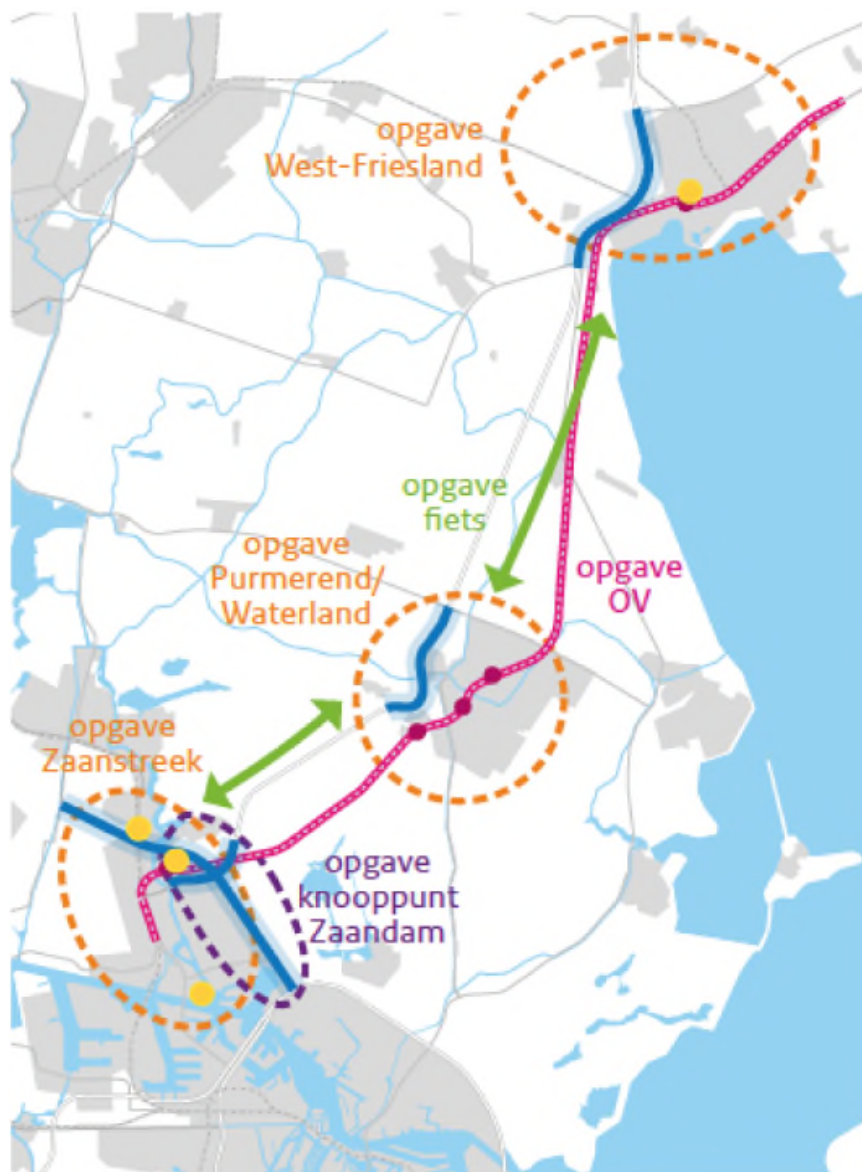 opgave
West-Friesland
opgave
fiets
opgave
Purmerend/
Waterland
opgave
OV
opgave
Zaanstreek
opgave
knooppunt
Zaandam